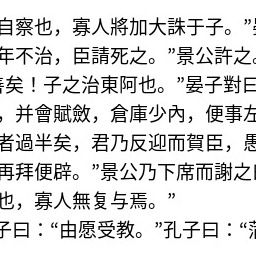 自察也，寡人將加大誅于子。”
年不治，臣請死之。”景公許之。
善矣！子之治東阿也。”晏子對曰
，并會賦斂，倉庫少內，便事左
者過半矣，君乃反迎而賀臣，愚
再拜便辟。”景公乃下席而謝之曰
也，寡人無复与焉。”
子曰：“由愿受教。”孔子曰：“